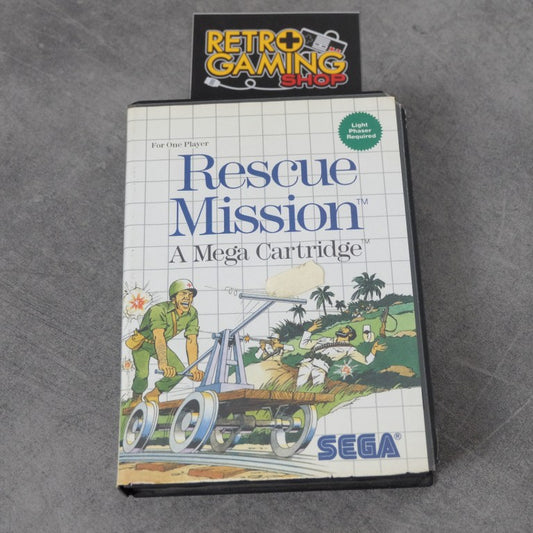 RETRO
GAMING
SHOP
For One Player
Light
Phaser
Required
Rescue
Mission™
A Mega Cartridge™
SEGA®